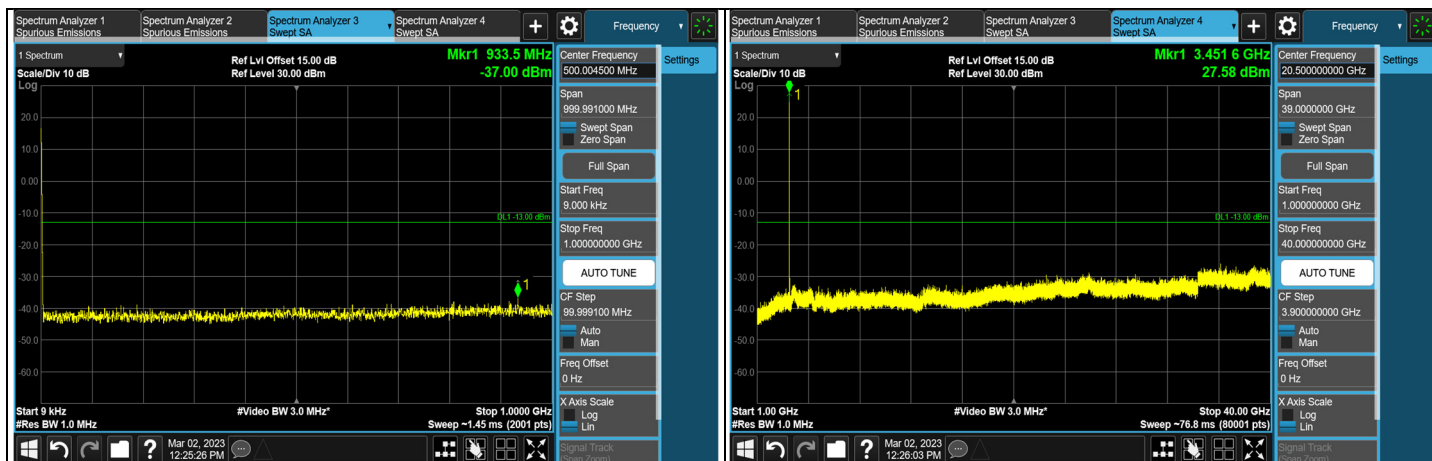 Spectrum Analyzer 1
Spurious Emissions
Spectrum Analyzer 2
Spurious Emissions
Spectrum Analyzer 3
Swept SA
Spectrum Analyzer 4
Swept SA
+
Frequency
1 Spectrum
Scale/Div 10 dB
Log
Ref Lvl Offset 15.00 dB
Ref Level 30.00 dBm
Mkr1 933.5 MHz
-37.00 dBm
20.0
10.0
0.00
-10.0
-20.0
-30.0
-40.0
-50.0
-60.0
DL1 -13.00 dBm
1
Start 9 kHz
#Res BW 1.0 MHz
#Video BW 3.0 MHz*
Stop 1.0000 GHz
Sweep ~1.45 ms (2001 pts)
Center Frequency
500.004500 MHz
Settings
Span
999.991000 MHz
Swept Span
Zero Span
Full Span
Start Freq
9.000 kHz
Stop Freq
1.000000000 GHz
AUTO TUNE
CF Step
99.999100 MHz
Auto
Man
Freq Offset
0 Hz
X Axis Scale
Log
Lin
Signal Track
(Span Zoom)
?
Mar 02, 2023
12:25:26 PM
Spectrum Analyzer 1
Spurious Emissions
Spectrum Analyzer 2
Spurious Emissions
Spectrum Analyzer 3
Swept SA
Spectrum Analyzer 4
Swept SA
+
Frequency
1 Spectrum
Scale/Div 10 dB
Log
Ref Lvl Offset 15.00 dB
Ref Level 30.00 dBm
Mkr1 3.451 6 GHz
27.58 dBm
1
20.0
10.0
0.00
-10.0
-20.0
-30.0
-40.0
-50.0
-60.0
DL1 -13.00 dBm
Start 1.00 GHz
#Res BW 1.0 MHz
#Video BW 3.0 MHz*
Stop 40.00 GHz
Sweep ~76.8 ms (80001 pts)
Center Frequency
20.500000000 GHz
Settings
Span
39.0000000 GHz
Swept Span
Zero Span
Full Span
Start Freq
1.000000000 GHz
Stop Freq
40.000000000 GHz
AUTO TUNE
CF Step
3.900000000 GHz
Auto
Man
Freq Offset
0 Hz
X Axis Scale
Log
Lin
Signal Track
(Span Zoom)
?
Mar 02, 2023
12:26:03 PM